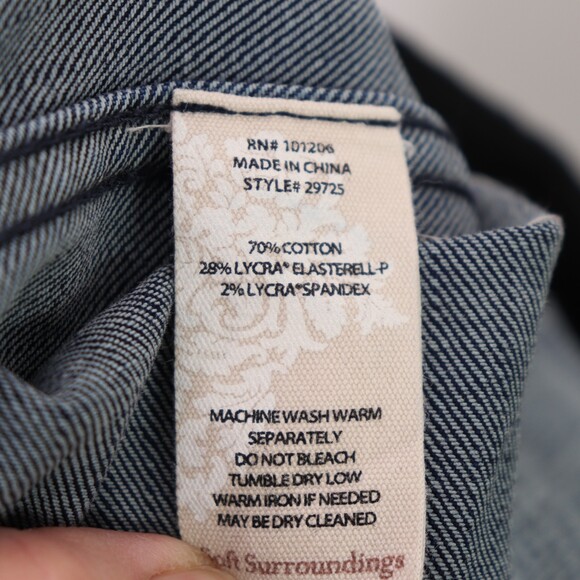 RN# 101206
MADE IN CHINA
STYLE# 29725
70% COTTON
28% LYCRA® ELASTERELL-P
2% LYCRA® SPANDEX
MACHINE WASH WARM
SEPARATELY
DO NOT BLEACH
TUMBLE DRY LOW
WARM IRON IF NEEDED
MAY BE DRY CLEANED
Soft Surroundings